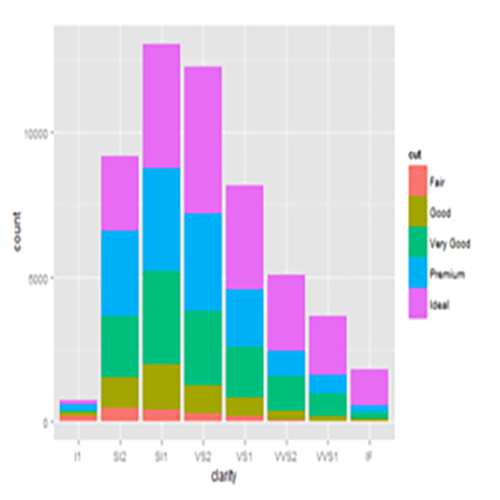 10000
5000
0
count
I1
SI2
SI1
VS2
VS1
VVS2
VVS1
IF
clarity
cut
Fair
Good
Very Good
Premium
Ideal